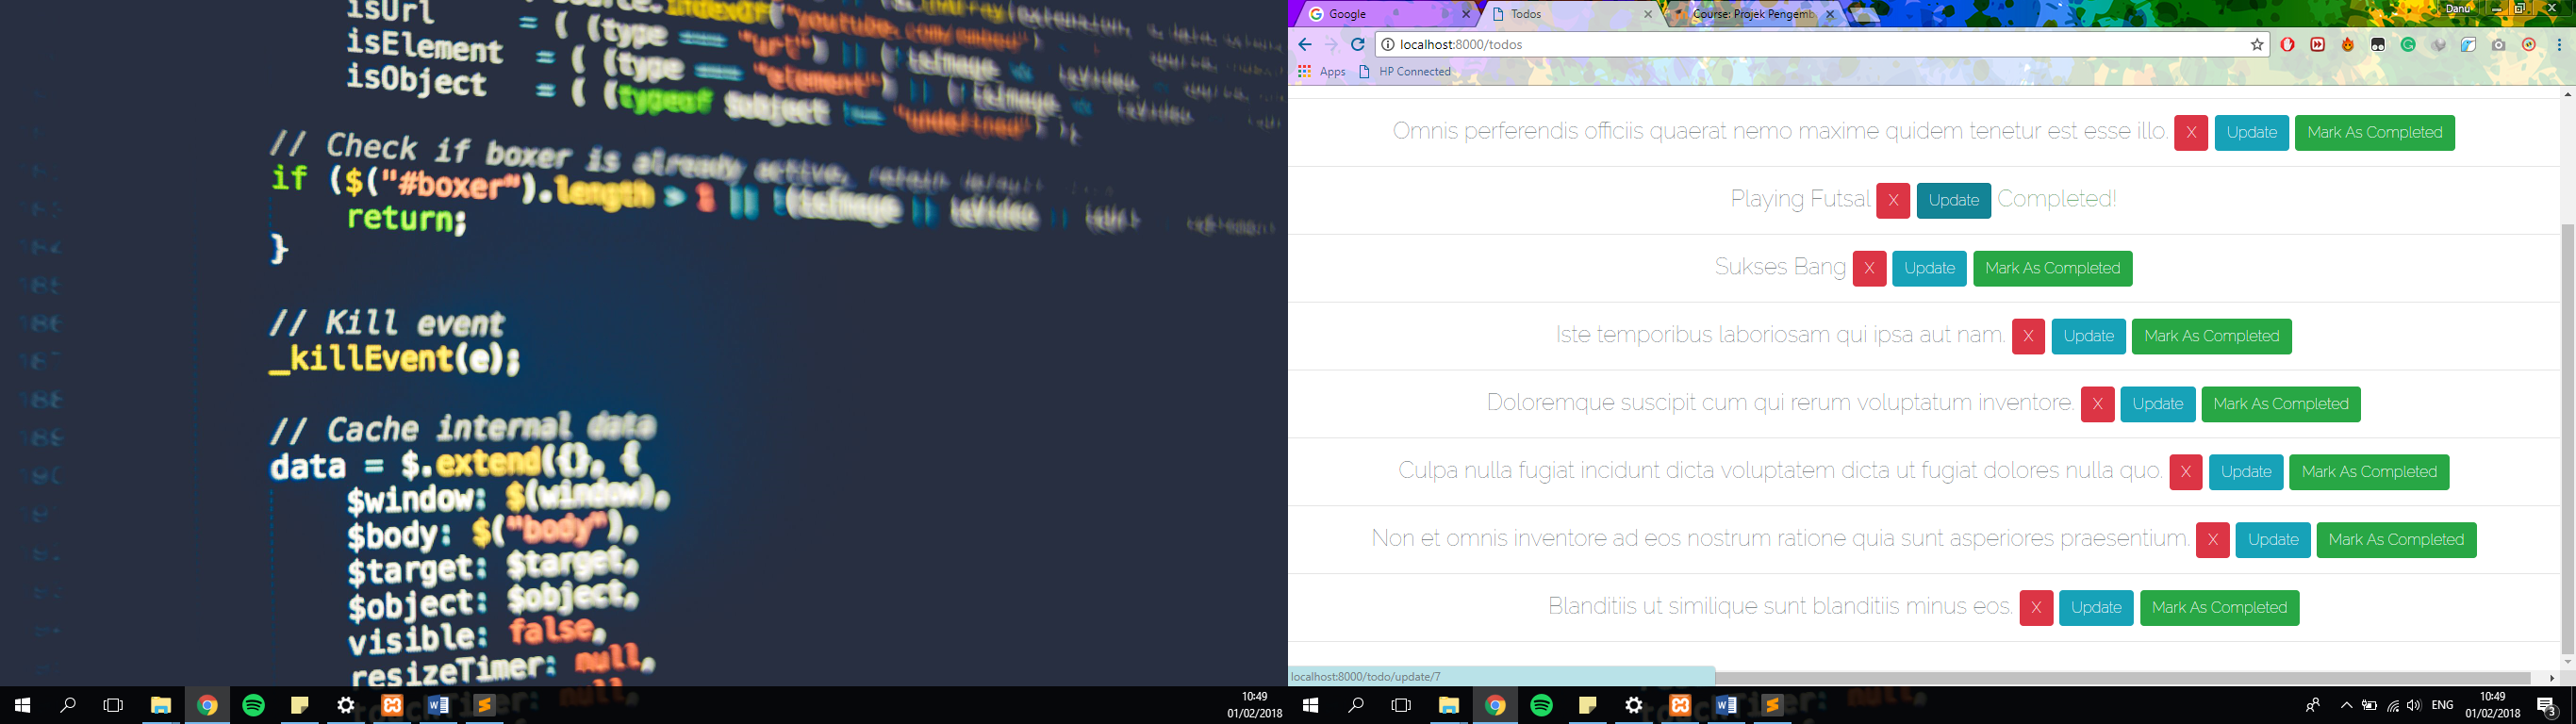 isUrl
isElement = ( (type === "element") ||
isObject = ( (typeof $object !== "undefined")
// Check if boxer is already active,
if ($("#boxer").length > 1 ||
return;
}
// Kill event
_killEvent(e);
// Cache internal data
data = $.extend({}, {
$window: $(window),
$body: $("body"),
$target: $target,
$object: $object,
visible: false,
resizeTimer: null,
10:49
01/02/2018
Google
Todos
Course: Projek Pengemb
Danu
localhost:8000/todos
Apps
HP Connected
Omnis perferendis officiis quaerat nemo maxime quidem tenetur est esse illo. X Update Mark As Completed
Playing Futsal X Update Completed!
Sukses Bang X Update Mark As Completed
Iste temporibus laboriosam qui ipsa aut nam. X Update Mark As Completed
Doloremque suscipit cum qui rerum voluptatum inventore. X Update Mark As Completed
Culpa nulla fugiat incidunt dicta voluptatem dicta ut fugiat dolores nulla quo. X Update Mark As Completed
Non et omnis inventore ad eos nostrum ratione quia sunt asperiores praesentium. X Update Mark As Completed
Blanditiis ut similique sunt blanditiis minus eos. X Update Mark As Completed
localhost:8000/todo/update/7
ENG
10:49
01/02/2018
3